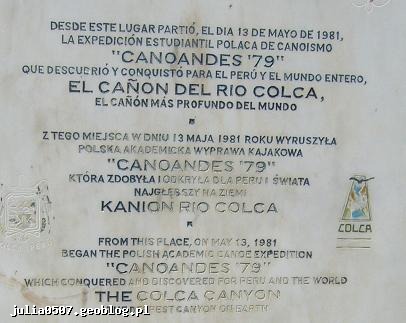 DESDE ESTE LUGAR PARTIÓ, EL DIA 13 DE MAYO DE 1981,
LA EXPEDICIÓN ESTUDIANTIL POLACA DE CANOISMO
"CANOANDES '79"
QUE DESCUBRIÓ Y CONQUISTÓ PARA EL PERÚ Y EL MUNDO ENTERO,
EL CAÑON DEL RIO COLCA,
EL CAÑÓN MÁS PROFUNDO DEL MUNDO
Z TEGO MIEJSCA W DNIU 13 MAJA 1981 ROKU WYRUSZYŁA
POLSKA AKADEMICKA WYPRAWA KAJAKOWA
"CANOANDES '79"
KTÓRA ZDOBYŁA I ODKRYŁA DLA PERU I ŚWIATA
NAJGŁĘBSZY NA ZIEMI
KANION RIO COLCA
COLCA
FROM THIS PLACE, ON MAY 13, 1981
BEGAN THE POLISH ACADEMIC CANOE EXPEDITION
"CANOANDES '79"
WHICH CONQUERED AND DISCOVERED FOR PERU AND THE WORLD
THE COLCA CANYON
CANYON ON EARTH
julia0507.geoblog.pl